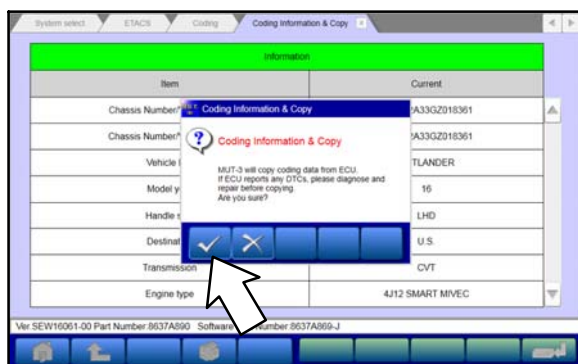 System select ETACS Coding Coding Information & Copy
Information
Item Current
Chassis Number/ A33GZ018361
Chassis Number/ A33GZ018361
Vehicle TLANDER
Model y 16
Handle s LHD
Destinat U.S.
Transmission CVT
Engine type 4J12 SMART MIVEC
Coding Information & Copy
Coding Information & Copy
MUT-3 will copy coding data from ECU.
If ECU reports any DTCs, please diagnose and
repair before copying.
Are you sure?
Ver.SEW16061-00 Part Number:8637A890 Software Number:8637A869-J